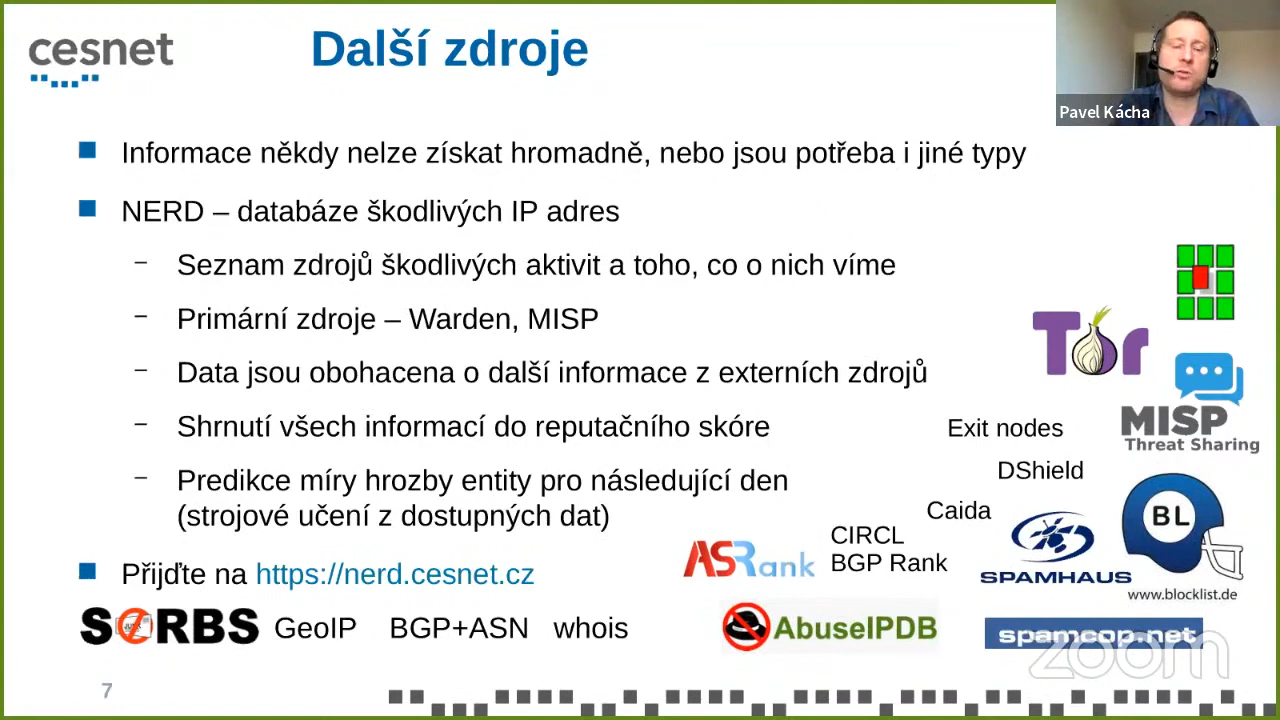 cesnet
Další zdroje
Pavel Kácha
Informace někdy nelze získat hromadně, nebo jsou potřeba i jiné typy
NERD – databáze škodlivých IP adres
– Seznam zdrojů škodlivých aktivit a toho, co o nich víme
– Primární zdroje – Warden, MISP
– Data jsou obohacena o další informace z externích zdrojů
– Shrnutí všech informací do reputačního skóre
– Predikce míry hrozby entity pro následující den
(strojové učení z dostupných dat)
Přijďte na https://nerd.cesnet.cz
Tor
MISP
Threat Sharing
Exit nodes
DShield
Caida
CIRCL
BGP Rank
ASRank
SPAMHAUS
BL
www.blocklist.de
SORBS
GeoIP
BGP+ASN
whois
AbuseIPDB
spamcop.net
zoom
7